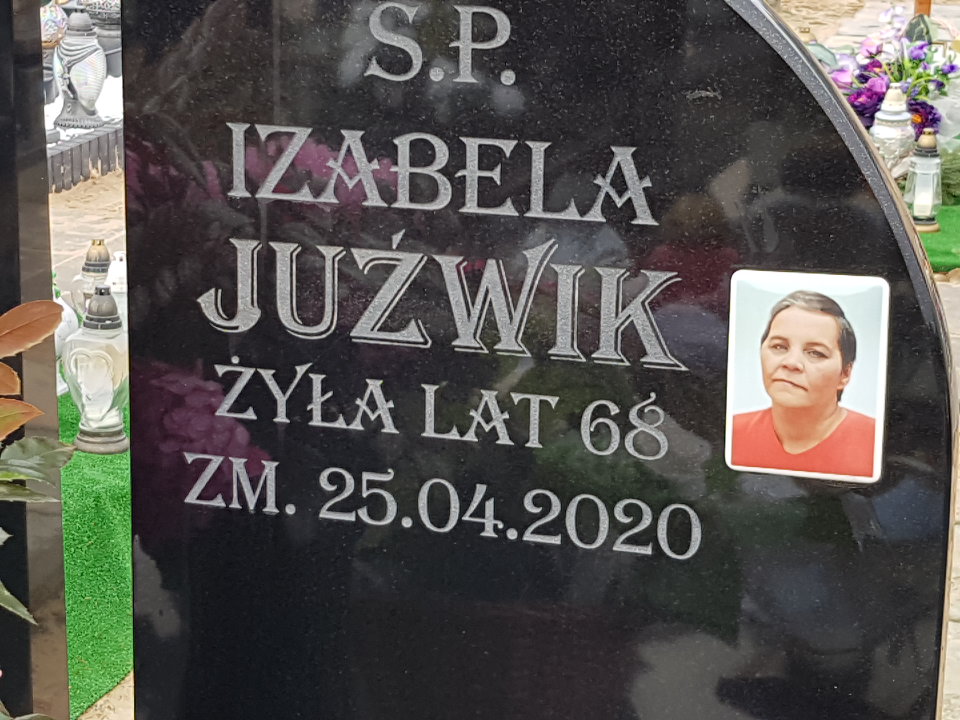 Ś.P.
IZABELA
JUŹWIK
ŻYŁA LAT 68
ZM. 25.04.2020